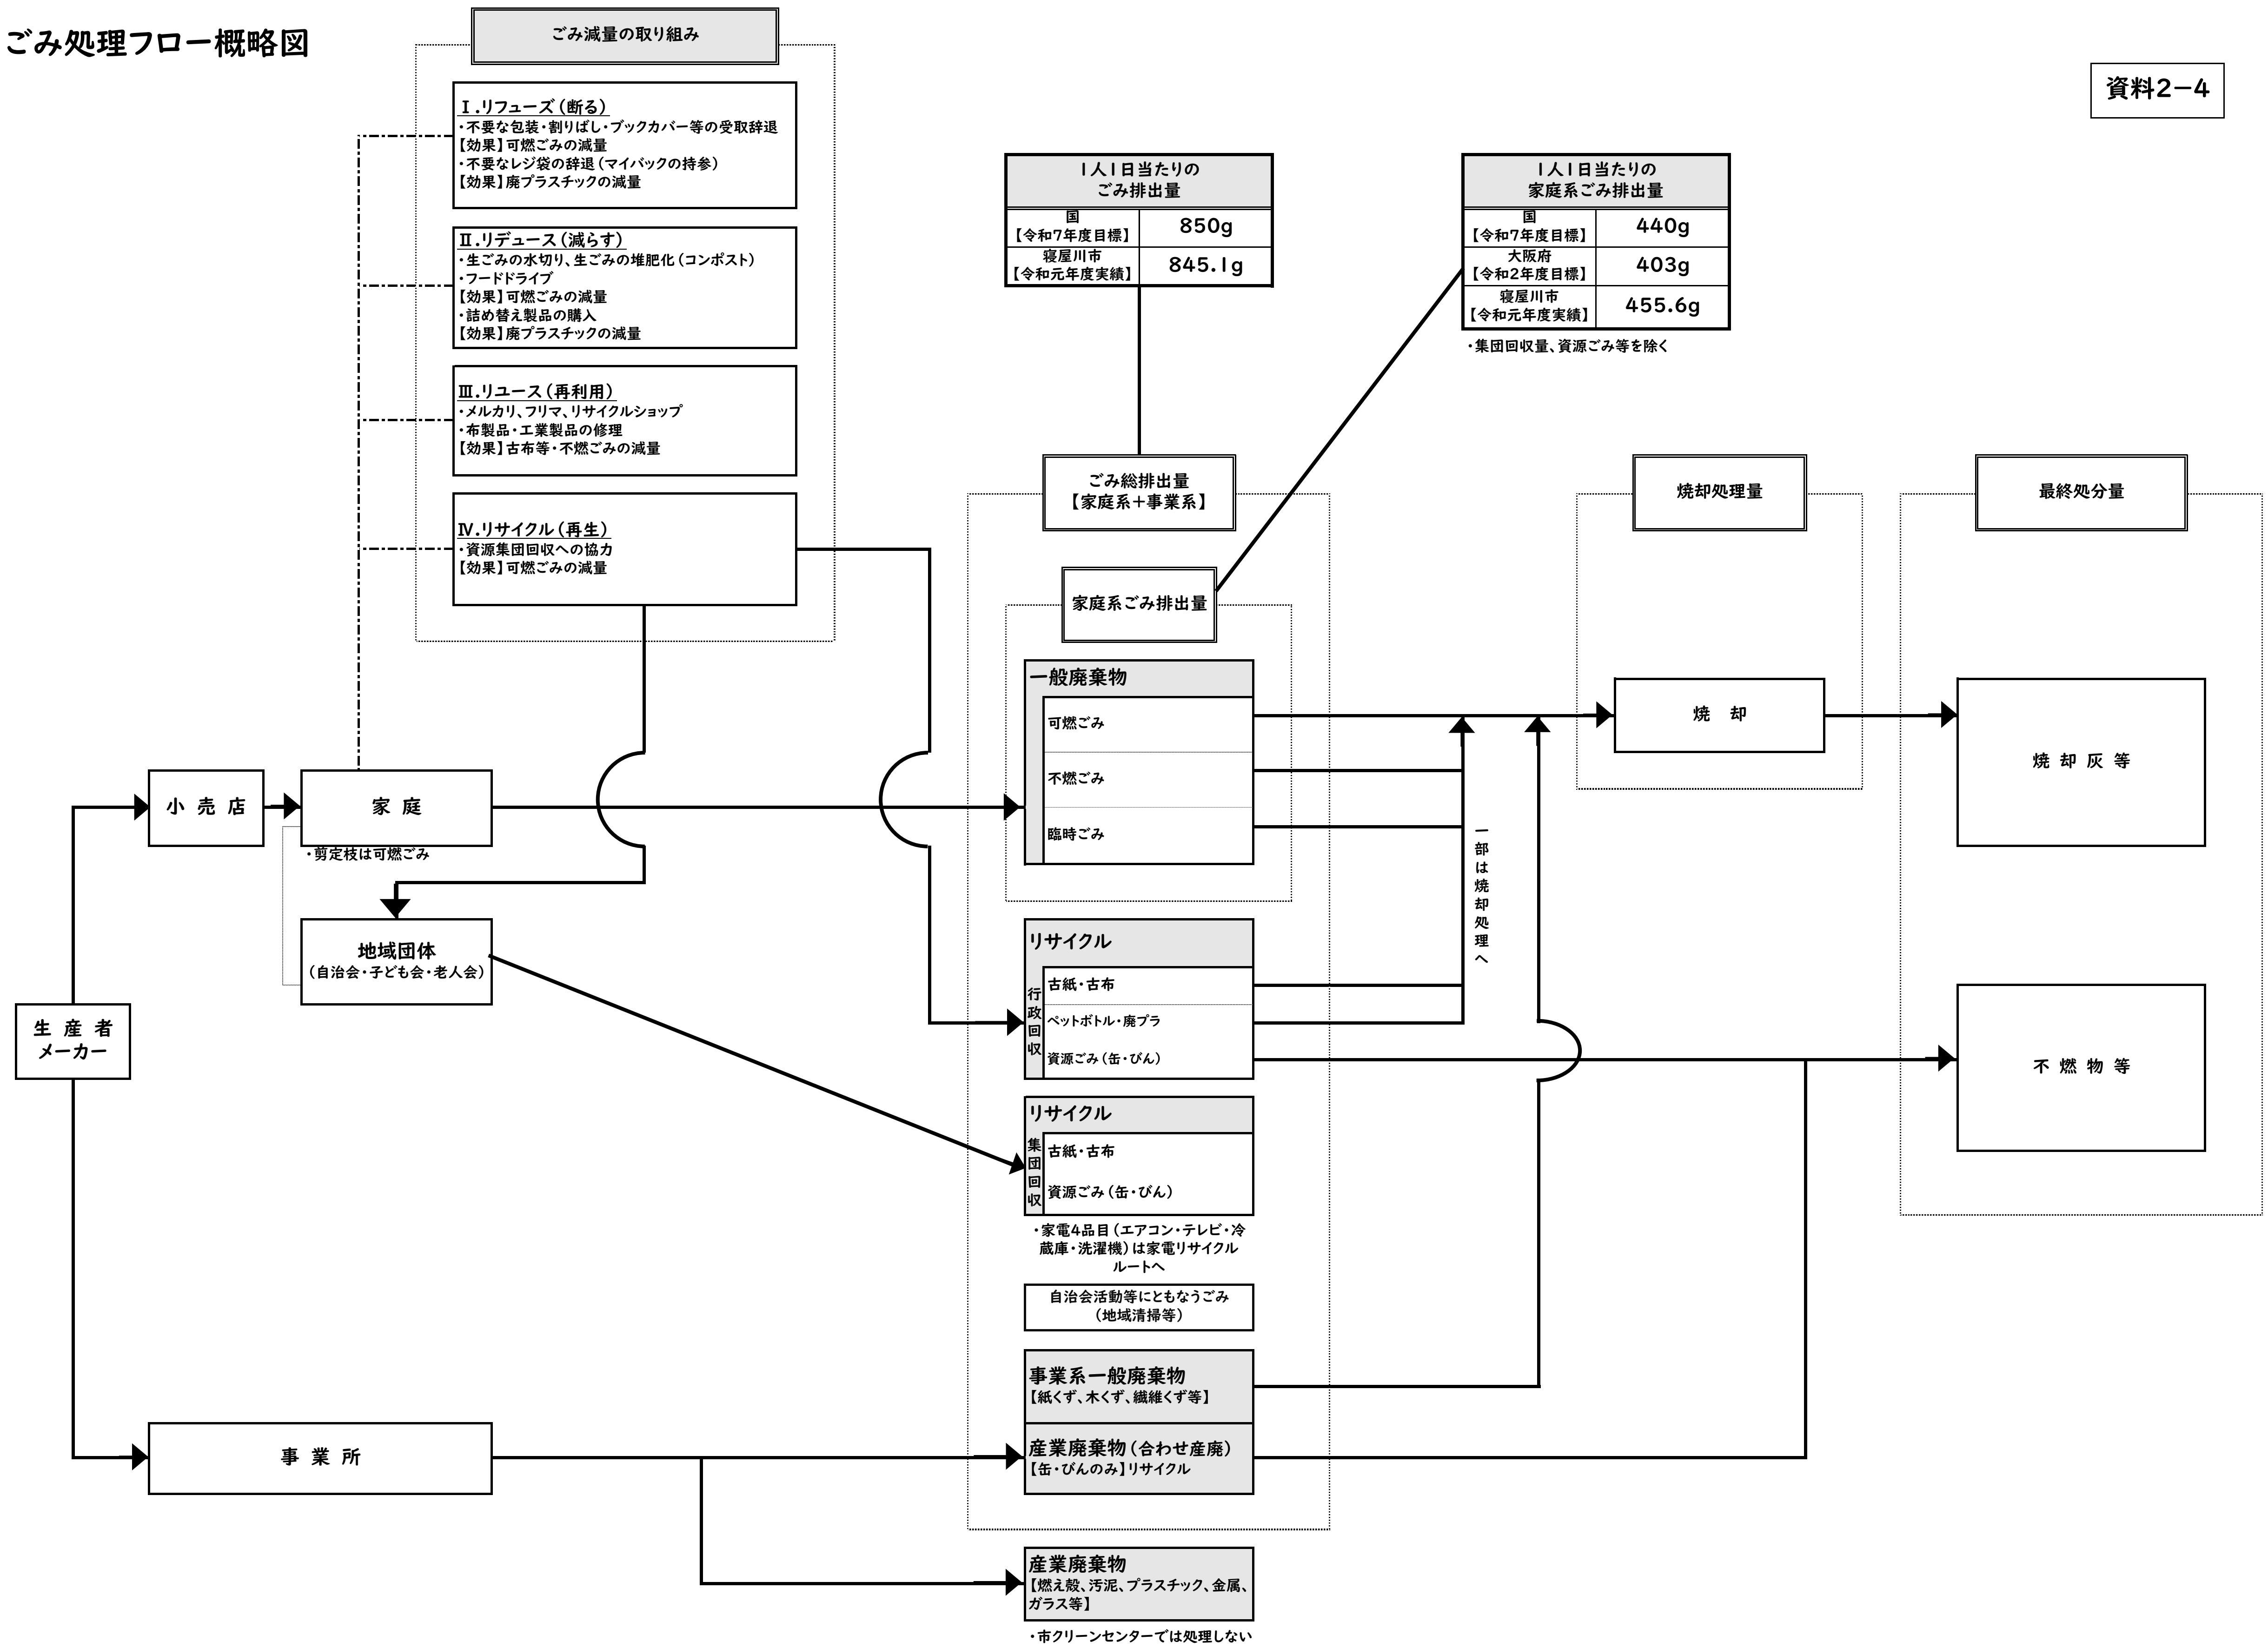 ごみ処理フロー概略図
資料2－4
ごみ減量の取り組み
Ⅰ.リフューズ(断る)
・不要な包装・割りばし・ブックカバー等の受取辞退
【効果】可燃ごみの減量
・不要なレジ袋の辞退(マイバックの持参)
【効果】廃プラスチックの減量
Ⅱ.リデュース(減らす)
・生ごみの水切り、生ごみの堆肥化(コンポスト)
・フードドライブ
【効果】可燃ごみの減量
・詰め替え製品の購入
【効果】廃プラスチックの減量
Ⅲ.リユース(再利用)
・メルカリ、フリマ、リサイクルショップ
・布製品・工業製品の修理
【効果】古布等・不燃ごみの減量
Ⅳ.リサイクル(再生)
・資源集団回収への協力
【効果】可燃ごみの減量
1人1日当たりの
ごみ排出量
国
【令和7年度目標】
850g
寝屋川市
【令和元年度実績】
845.1g
1人1日当たりの
家庭系ごみ排出量
国
【令和7年度目標】
440g
大阪府
【令和2年度目標】
403g
寝屋川市
【令和元年度実績】
455.6g
・集団回収量、資源ごみ等を除く
ごみ総排出量
【家庭系＋事業系】
焼却処理量
最終処分量
家庭系ごみ排出量
一般廃棄物
可燃ごみ
不燃ごみ
臨時ごみ
焼 却
焼 却 灰 等
小 売 店
家 庭
・剪定枝は可燃ごみ
一部は焼却処理へ
地域団体
(自治会・子ども会・老人会)
生 産 者
メーカー
リサイクル
行政回収
古紙・古布
ペットボトル・廃プラ
資源ごみ(缶・びん)
不 燃 物 等
リサイクル
集団回収
古紙・古布
資源ごみ(缶・びん)
・家電4品目(エアコン・テレビ・冷
蔵庫・洗濯機)は家電リサイクル
ルートへ
自治会活動等にともなうごみ
(地域清掃等)
事業系一般廃棄物
【紙くず、木くず、繊維くず等】
事 業 所
産業廃棄物(合わせ産廃)
【缶・びんのみ】リサイクル
産業廃棄物
【燃え殻、汚泥、プラスチック、金属、
ガラス等】
・市クリーンセンターでは処理しない